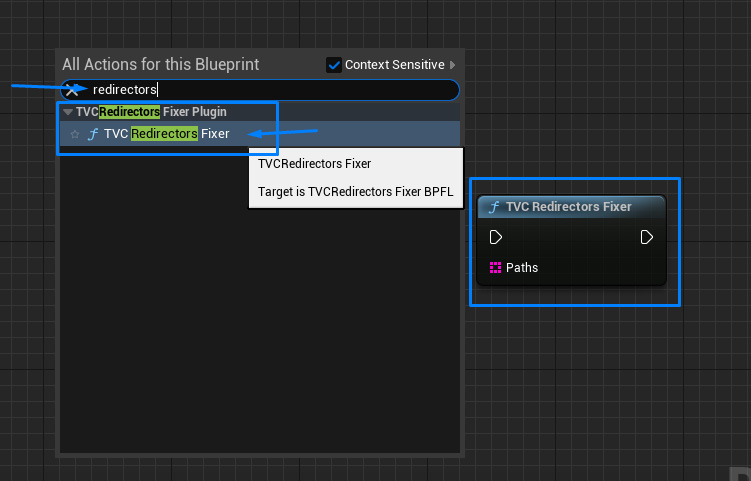 All Actions for this Blueprint
Context Sensitive
redirectors
TVCRedirectors Fixer Plugin
TVC Redirectors Fixer
TVCRedirectors Fixer
Target is TVCRedirectors Fixer BPFL
TVC Redirectors Fixer
Paths